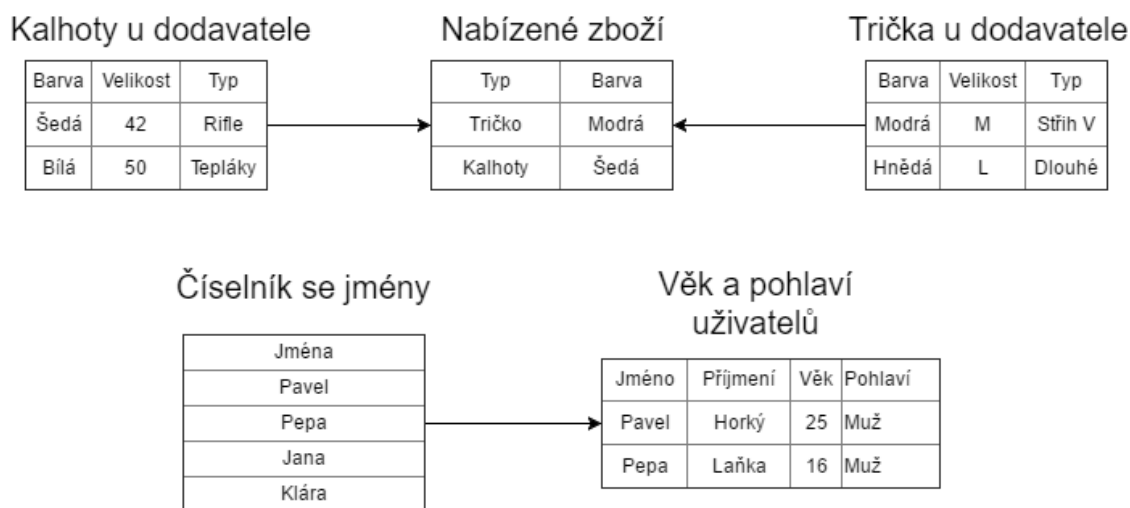 Kalhoty u dodavatele
Barva Velikost Typ
Šedá 42 Rifle
Bílá 50 Tepláky
Nabízené zboží
Typ Barva
Tričko Modrá
Kalhoty Šedá
Trička u dodavatele
Barva Velikost Typ
Modrá M Střih V
Hnědá L Dlouhé
Číselník se jmény
Jména
Pavel
Pepa
Jana
Klára
Věk a pohlaví
uživatelů
Jméno Příjmení Věk Pohlaví
Pavel Horký 25 Muž
Pepa Laňka 16 Muž